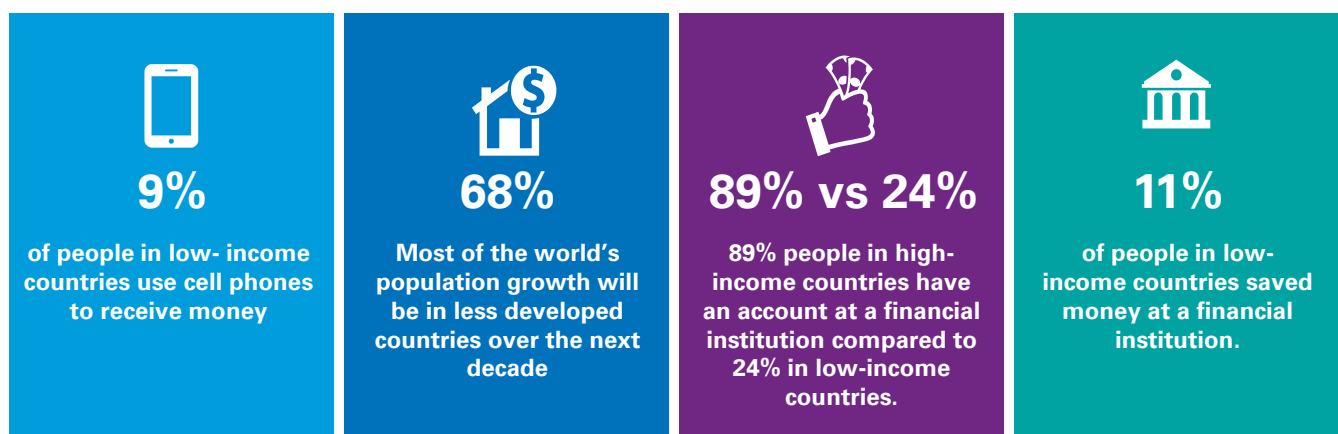 9%
of people in low- income
countries use cell phones
to receive money
68%
Most of the world's
population growth will
be in less developed
countries over the next
decade
89% vs 24%
89% people in high-
income countries have
an account at a financial
institution compared to
24% in low-income
countries.
11%
of people in low-
income countries saved
money at a financial
institution.